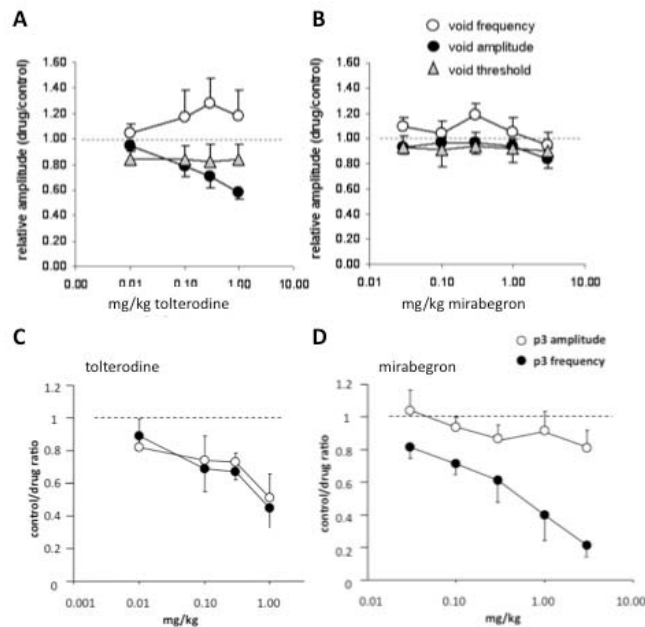 A
B
void frequency
void amplitude
void threshold
relative amplitude (drug/control)
1.60
1.40
1.20
1.00
0.80
0.60
0.40
0.20
0.00
0.00
0.01
0.10
1.00
10.00
mg/kg tolterodine
relative amplitude (drug/control)
1.60
1.40
1.20
1.00
0.80
0.60
0.40
0.20
0.00
0.01
0.10
1.00
10.00
mg/kg mirabegron
C
tolterodine
control/drug ratio
1.2
1
0.8
0.6
0.4
0.2
0
0.001
0.01
0.10
1.00
mg/kg
D
mirabegron
p3 amplitude
p3 frequency
control/drug ratio
1.2
1
0.8
0.6
0.4
0.2
0
0.01
0.10
1.00
10.00
mg/kg